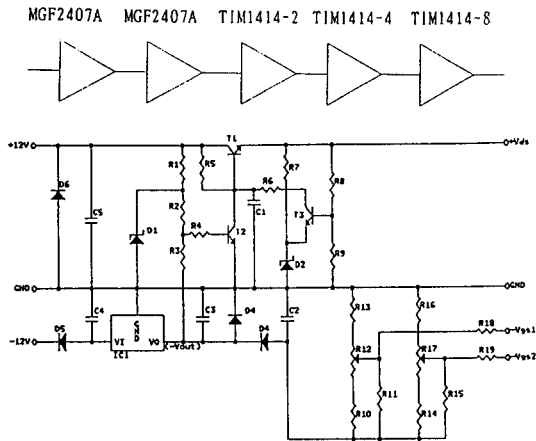 MGF2407A MGF2407A TIM1414-2 TIM1414-4 TIM1414-8
T1
+12V +Vds
R1 R5 R7
R6 R8
D6 R2
C5 D1 R4 C1 T3
T2
R3 R9
D2
GND GND
C4 C3 D4 C2 R13 R16
GND R18 -Vgs1
D5 D4
-12V VI VO (-Vout) R12 R17 R19 -Vgs2
IC1
R11 R15
R10 R14